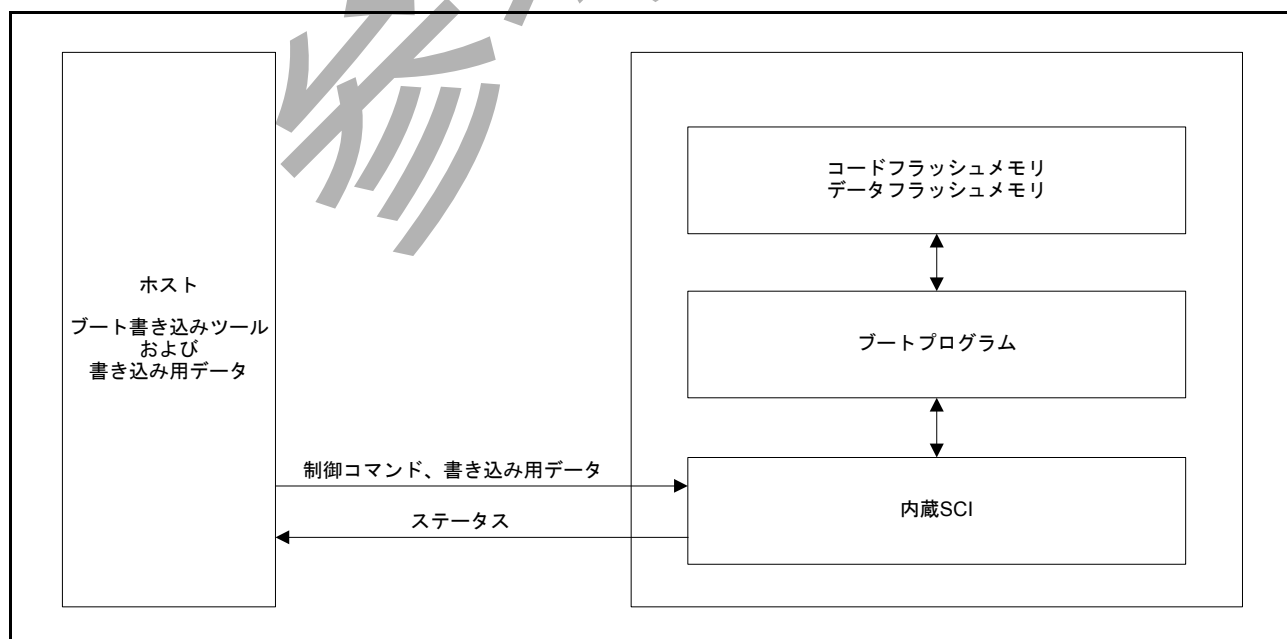 ホスト
ブート書き込みツール
および
書き込み用データ
制御コマンド、書き込み用データ
ステータス
コードフラッシュメモリ
データフラッシュメモリ
ブートプログラム
内蔵SCI